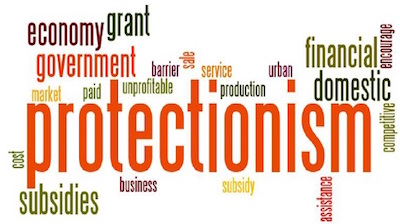 economy grant
financial
encourage
government barrier sale service urban
domestic
market paid unprofitable production
competitive
protectionism
cost
subsidies business subsidy
assistance